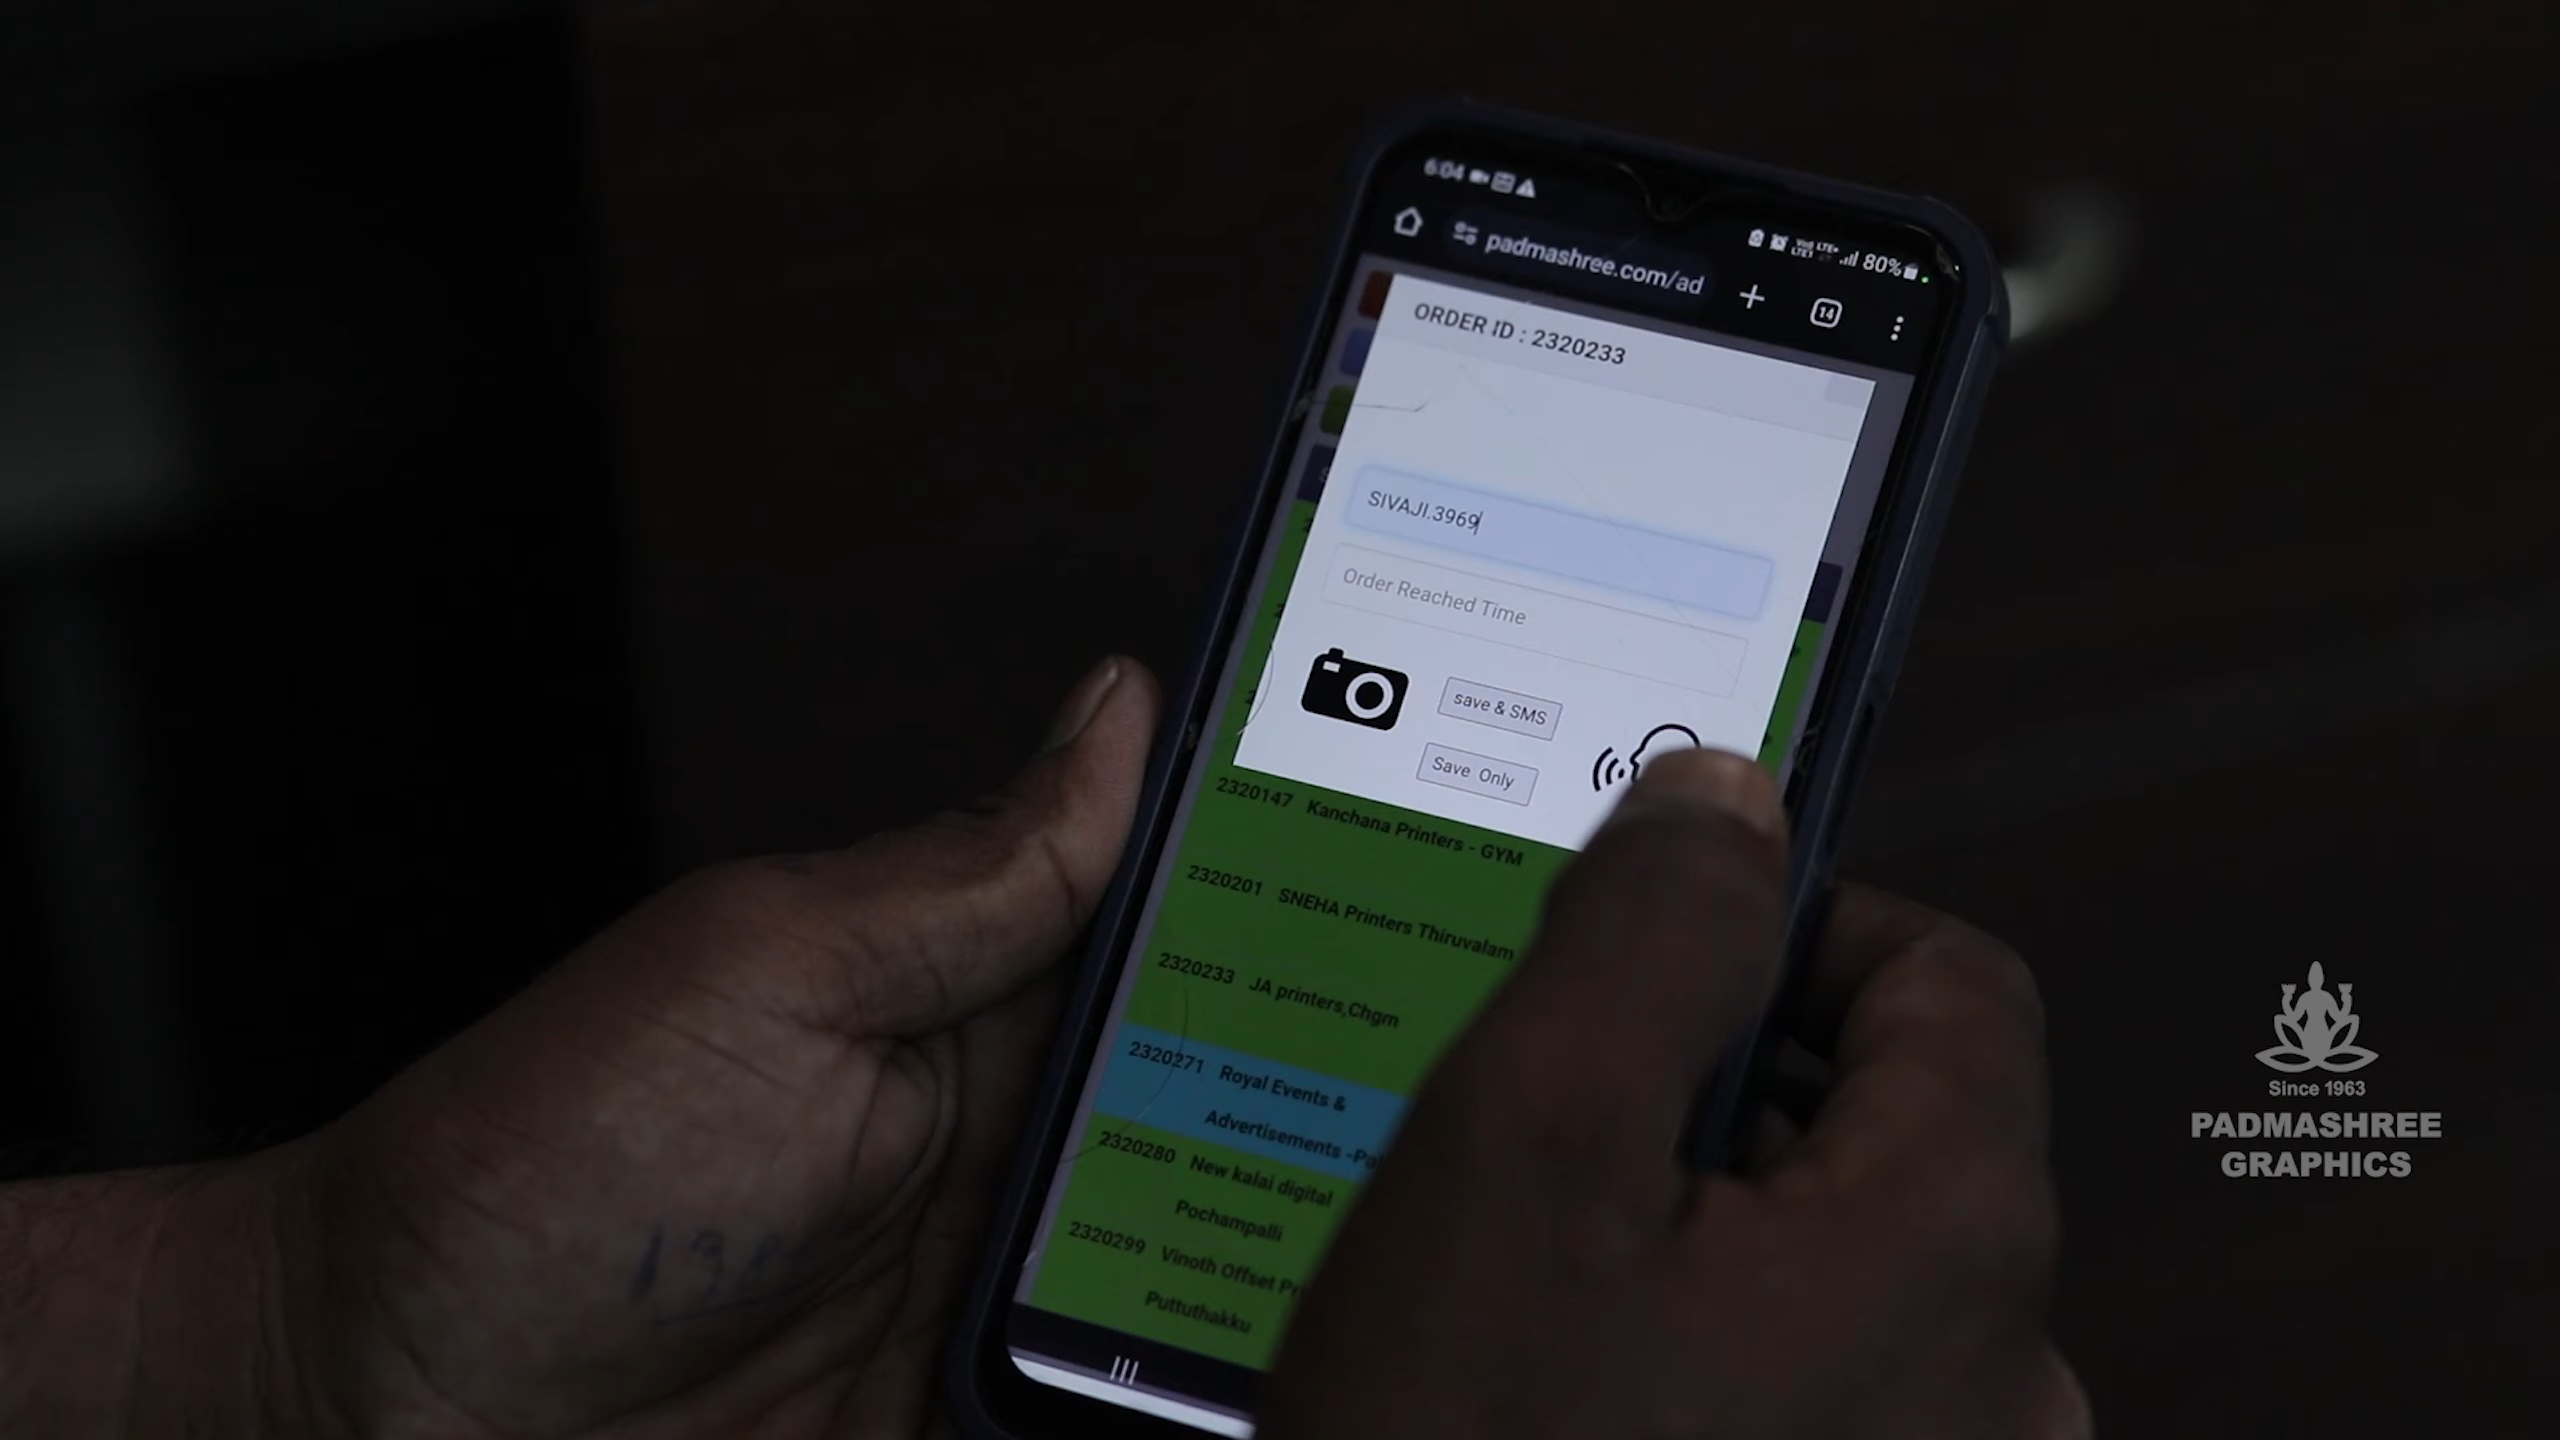 6:04
80%
padmashree.com/ad
14
ORDER ID : 2320233
SIVAJI.3969
Order Reached Time
save & SMS
Save Only
2320147 Kanchana Printers - GYM
2320201 SNEHA Printers Thiruvalam
2320233 JA printers,Chgm
2320271 Royal Events &
Advertisements -Pa
2320280 New kalai digital
Pochampalli
2320299 Vinoth Offset Pr
Puttuthakku
Since 1963
PADMASHREE
GRAPHICS